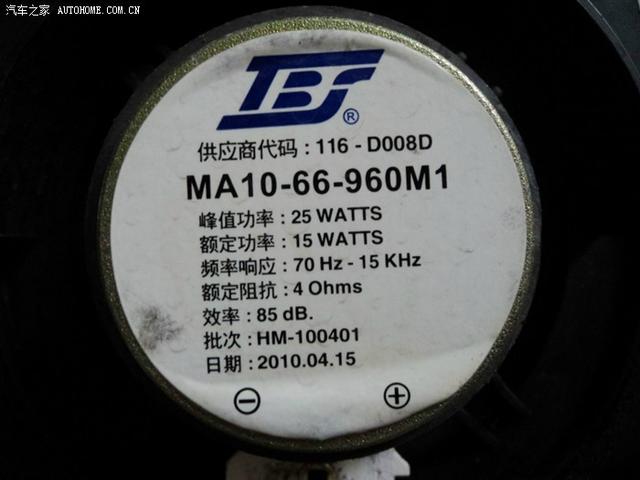 汽车之家 AUTOHOME.COM.CN
TBS®
供应商代码 : 116 - D008D
MA10-66-960M1
峰值功率 : 25 WATTS
额定功率 : 15 WATTS
频率响应 : 70 Hz - 15 KHz
额定阻抗 : 4 Ohms
效率 : 85 dB.
批次 : HM-100401
日期 : 2010.04.15
⊖ ⊕